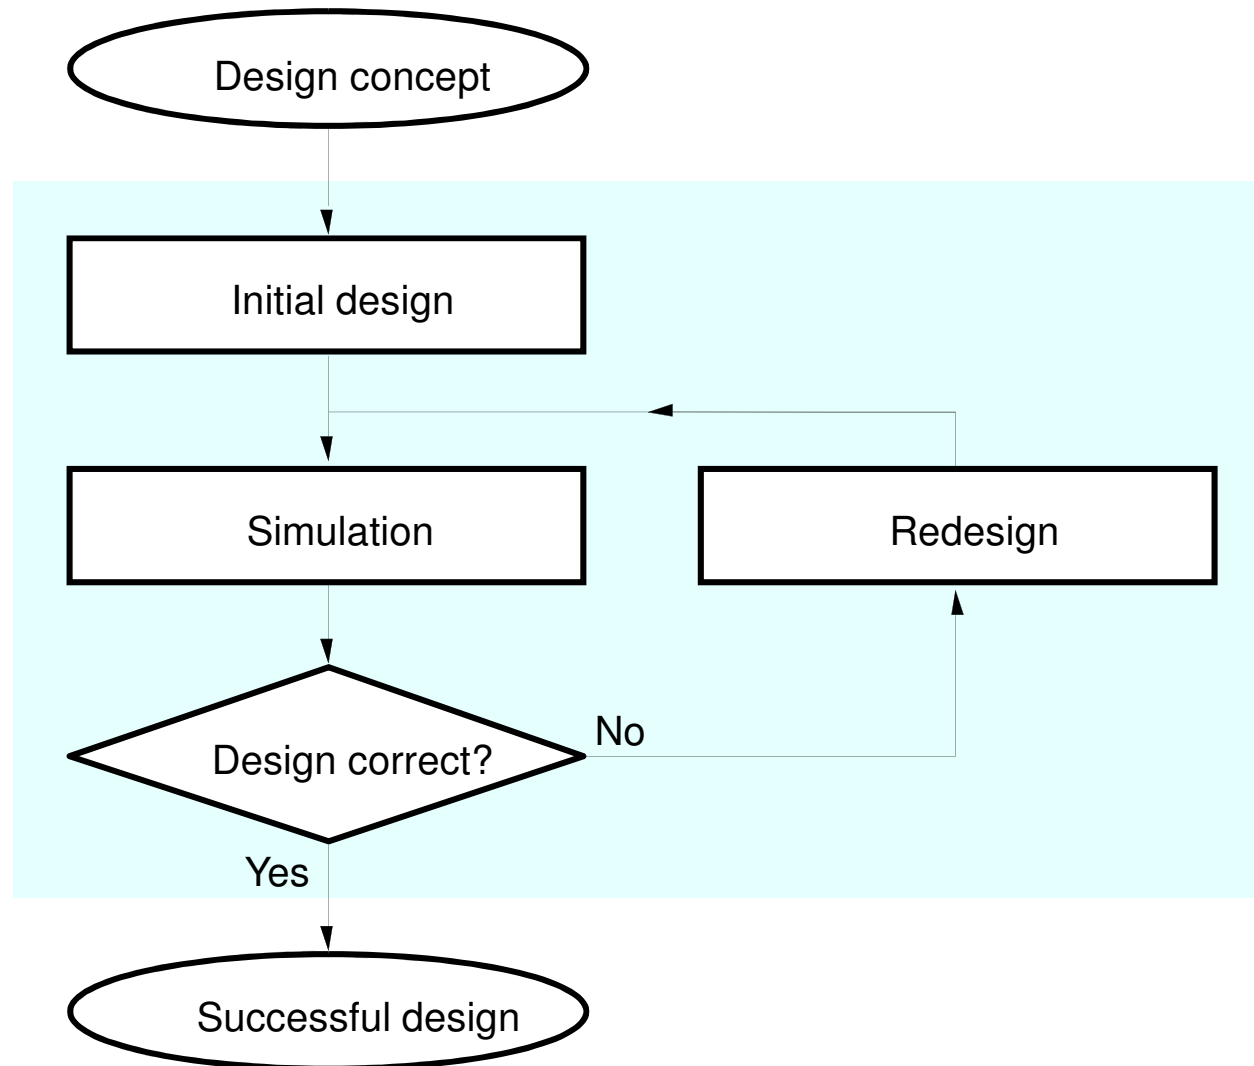 Design concept
Initial design
Simulation
Redesign
Design correct?
No
Yes
Successful design